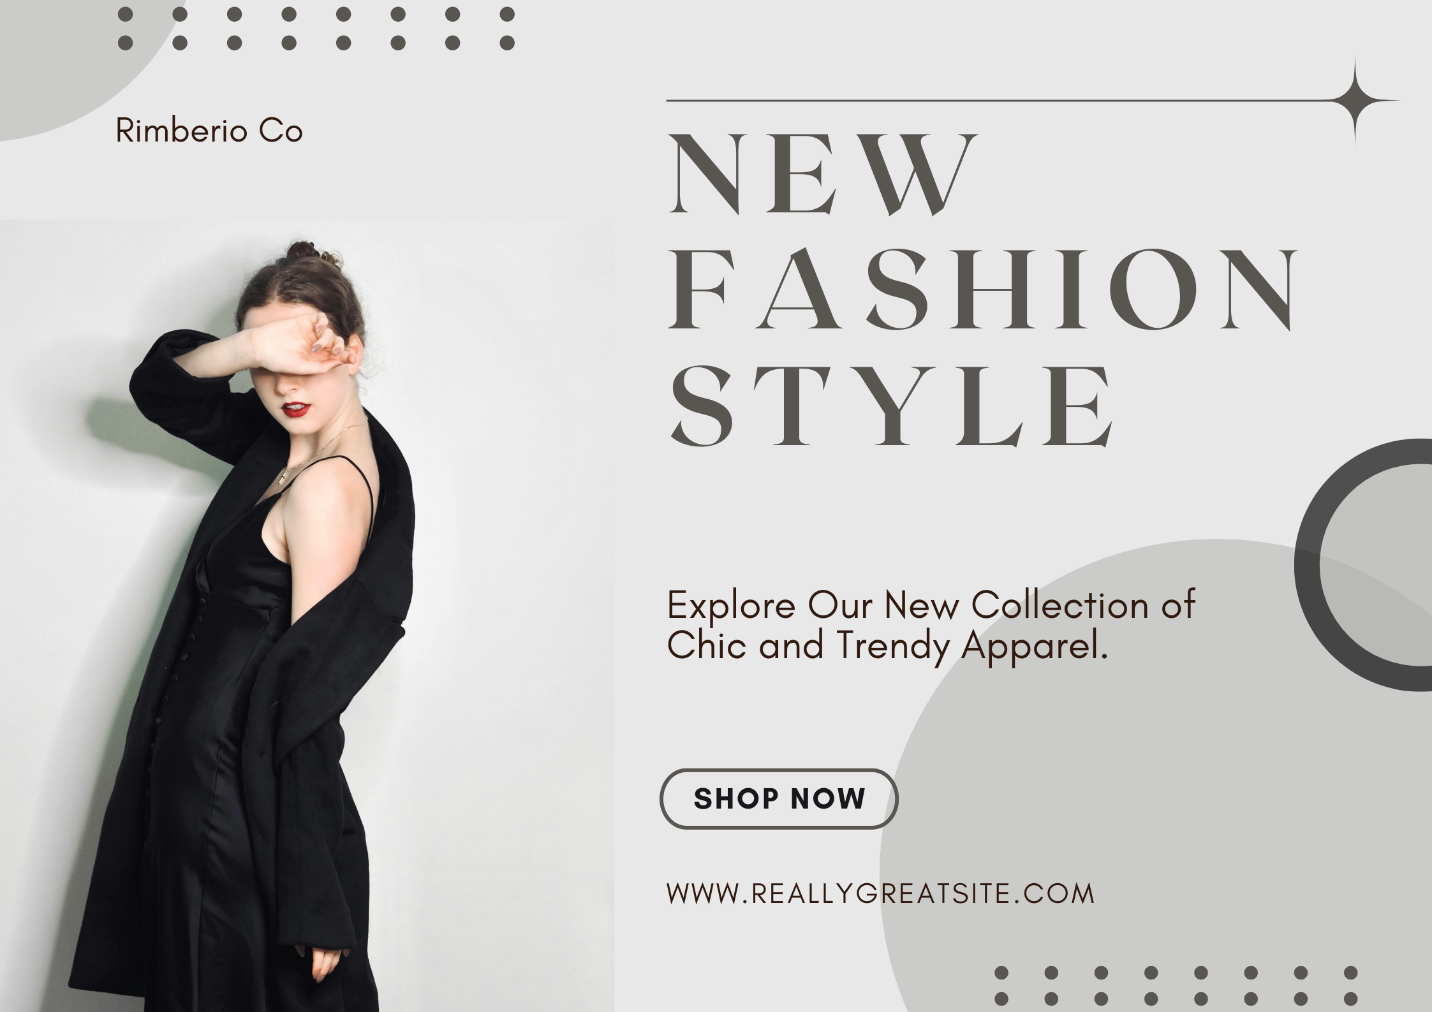 Rimberio Co
NEW
FASHION
STYLE
Explore Our New Collection of
Chic and Trendy Apparel.
SHOP NOW
WWW.REALLYGREATSITE.COM